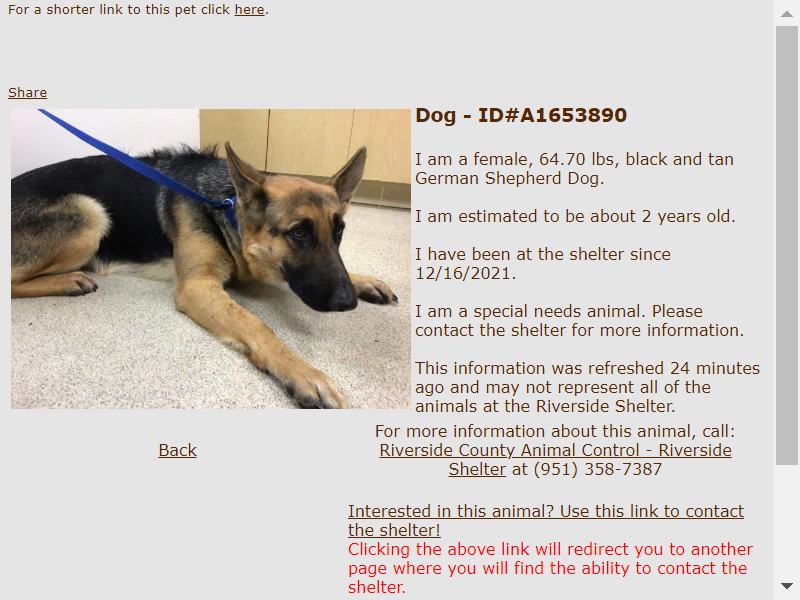 For a shorter link to this pet click here.
Share
Dog - ID#A1653890
I am a female, 64.70 lbs, black and tan
German Shepherd Dog.
I am estimated to be about 2 years old.
I have been at the shelter since
12/16/2021.
I am a special needs animal. Please
contact the shelter for more information.
This information was refreshed 24 minutes
ago and may not represent all of the
animals at the Riverside Shelter.
Back
For more information about this animal, call:
Riverside County Animal Control - Riverside
Shelter at (951) 358-7387
Interested in this animal? Use this link to contact
the shelter!
Clicking the above link will redirect you to another
page where you will find the ability to contact the
shelter.